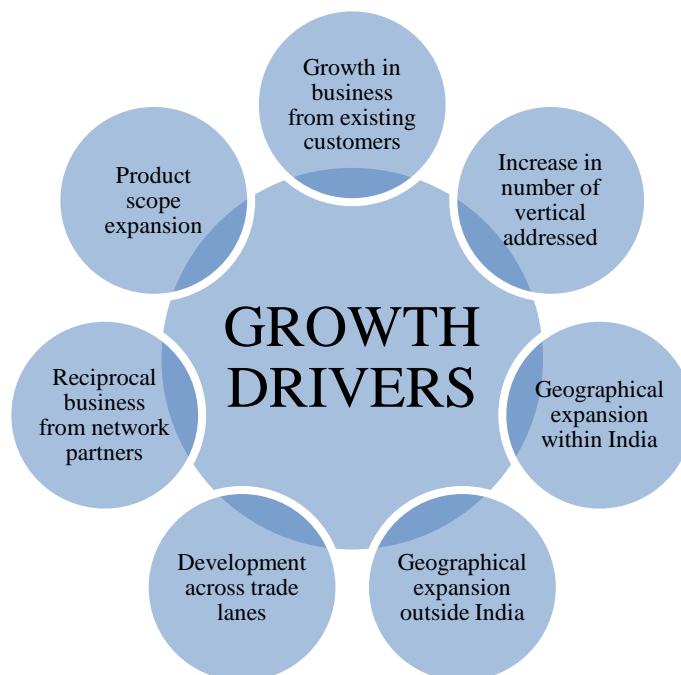 Growth in
business
from existing
customers
Increase in
number of
vertical
addressed
Geographical
expansion
within India
Geographical
expansion
outside India
Development
across trade
lanes
Reciprocal
business
from network
partners
Product
scope
expansion
GROWTH
DRIVERS